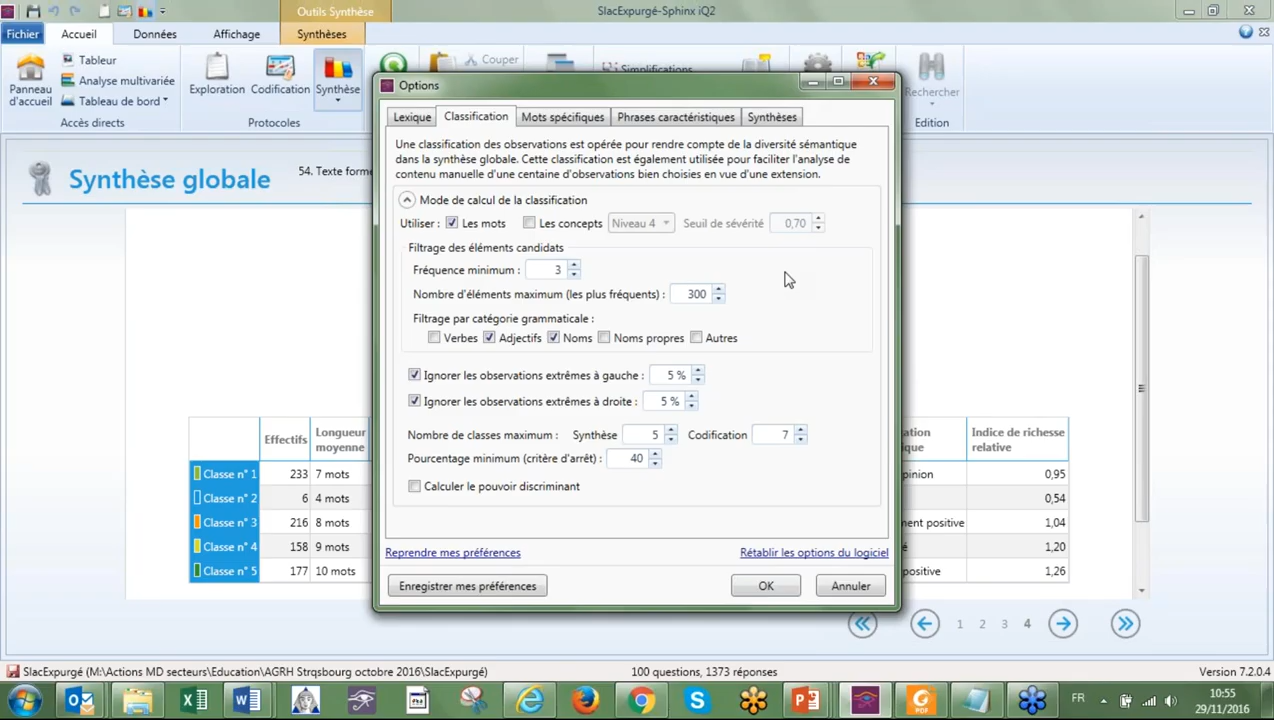 Outils Synthèse
SlacExpurgé-Sphinx iQ2
Fichier Accueil Données Affichage Synthèses
Panneau d'accueil
Tableur
Analyse multivariée
Tableau de bord
Accès directs
Exploration Codification Synthèse
Protocoles
Couper
Simplifications
Rechercher
Edition
Options
Lexique Classification Mots spécifiques Phrases caractéristiques Synthèses
Une classification des observations est opérée pour rendre compte de la diversité sémantique
dans la synthèse globale. Cette classification est également utilisée pour faciliter l'analyse de
contenu manuelle d'une centaine d'observations bien choisies en vue d'une extension.
Mode de calcul de la classification
Utiliser : Les mots Les concepts Niveau 4 Seuil de sévérité 0,70
Filtrage des éléments candidats
Fréquence minimum : 3
Nombre d'éléments maximum (les plus fréquents) : 300
Filtrage par catégorie grammaticale :
Verbes Adjectifs Noms Noms propres Autres
Ignorer les observations extrêmes à gauche : 5 %
Ignorer les observations extrêmes à droite : 5 %
Nombre de classes maximum : Synthèse 5 Codification 7
Pourcentage minimum (critère d'arrêt) : 40
Calculer le pouvoir discriminant
Reprendre mes préférences Rétablir les options du logiciel
Enregistrer mes préférences OK Annuler
Synthèse globale
54. Texte forme
Effectifs Longueur moyenne Indice de richesse relative
Classe n° 1 233 7 mots 0,95
Classe n° 2 6 4 mots 0,54
Classe n° 3 216 8 mots 1,04
Classe n° 4 158 9 mots 1,20
Classe n° 5 177 10 mots positive 1,26
1 2 3 4
SlacExpurgé (M:\Actions MD secteurs\Education\AGRH Strqsbourg octobre 2016\SlacExpurgé) 100 questions, 1373 réponses Version 7.2.0.4
FR
10:55
29/11/2016